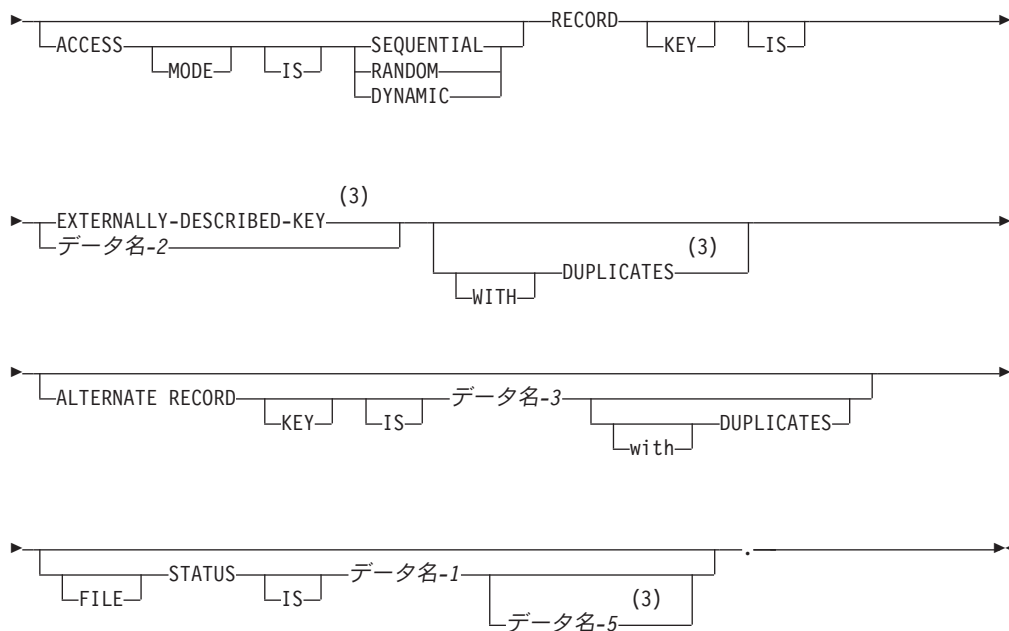 RECORD
ACCESS SEQUENTIAL KEY IS
MODE IS RANDOM
DYNAMIC
(3)
EXTERNALLY-DESCRIBED-KEY
データ名-2 (3)
DUPLICATES
WITH
ALTERNATE RECORD データ名-3
KEY IS DUPLICATES
with
.
STATUS データ名-1
FILE IS (3)
データ名-5